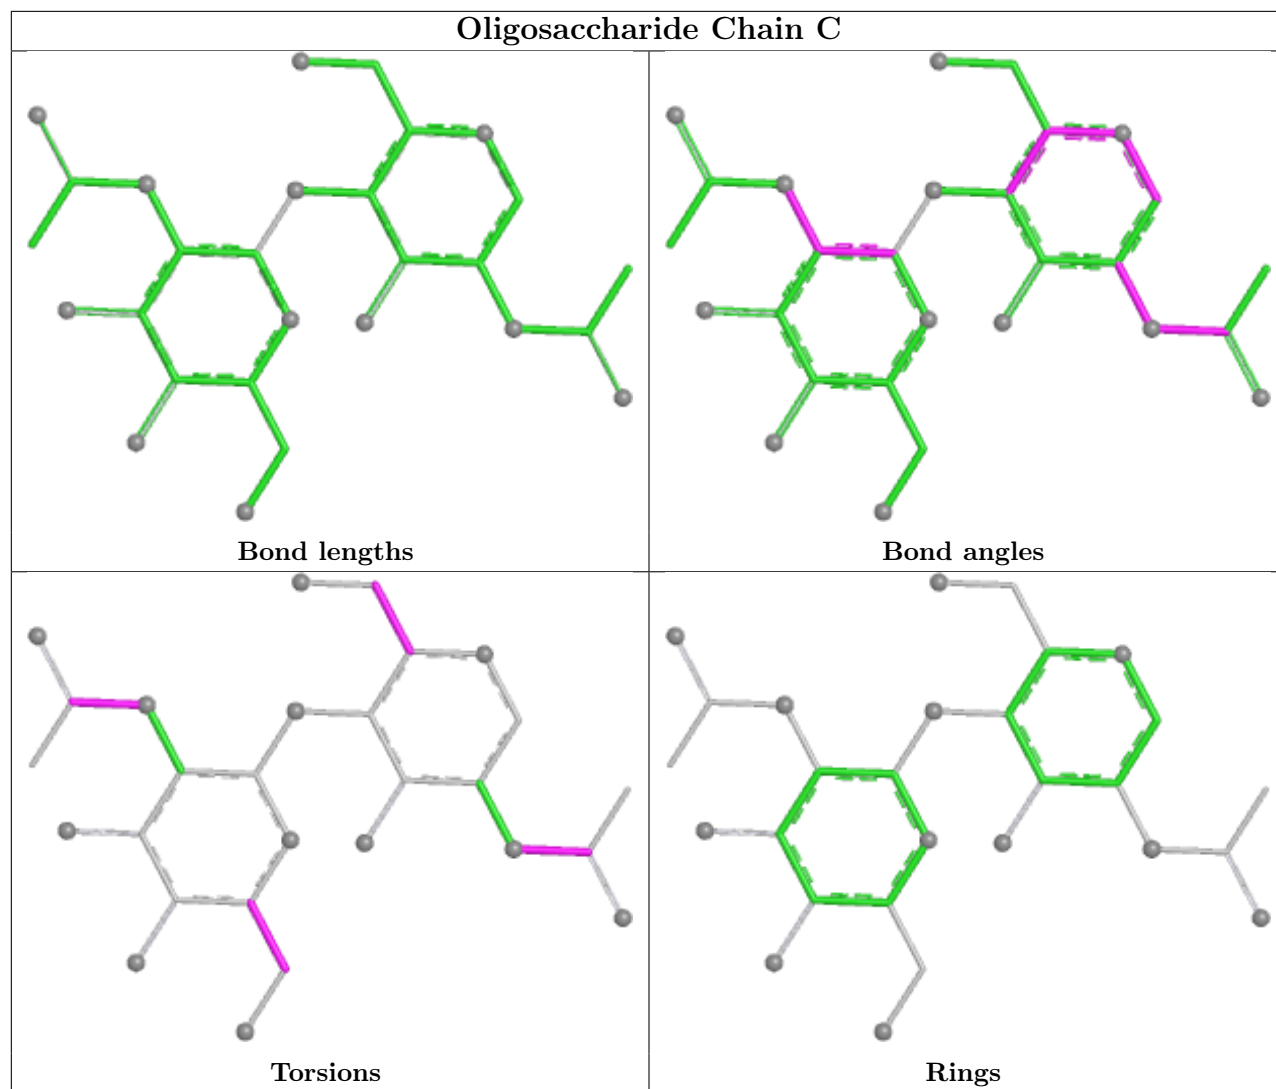 Oligosaccharide Chain C
Bond lengths
Bond angles
Torsions
Rings